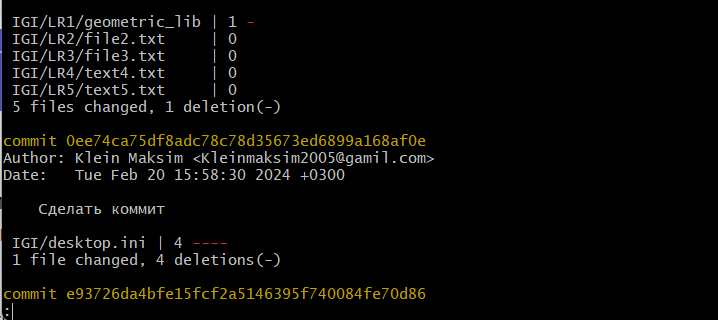 IGI/LR1/geometric_lib | 1 -
IGI/LR2/file2.txt | 0
IGI/LR3/file3.txt | 0
IGI/LR4/text4.txt | 0
IGI/LR5/text5.txt | 0
5 files changed, 1 deletion(-)
commit 0ee74ca75df8adc78c78d35673ed6899a168af0e
Author: Klein Maksim <Kleinmaksim2005@gamil.com>
Date: Tue Feb 20 15:58:30 2024 +0300
Сделать коммит
IGI/desktop.ini | 4 ----
1 file changed, 4 deletions(-)
commit e93726da4bfe15fcf2a5146395f740084fe70d86
: